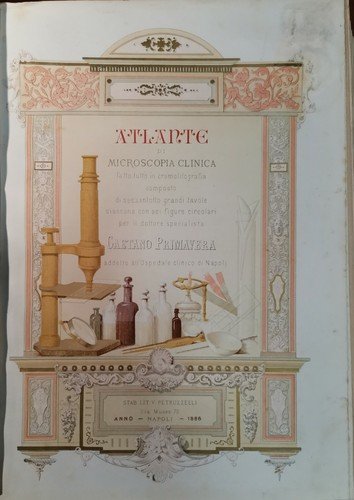 ATLANTE
DI
MICROSCOPIA CLINICA
fatto tutto in cromolitografia
composto
di sessantotto grandi tavole
ciascuna con sei figure circolari
per il dottore specialista
GAETANO PRIMAVERA
addetto all'Ospedale clinico di Napoli
STAB. LIT. V. PETRUZZELLI
Via Museo 72
ANNO — NAPOLI — 1886